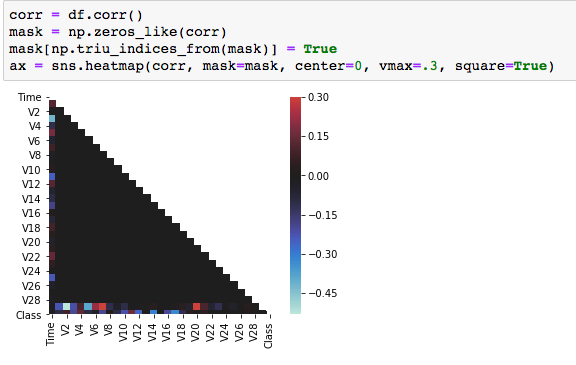 corr = df.corr()
mask = np.zeros_like(corr)
mask[np.triu_indices_from(mask)] = True
ax = sns.heatmap(corr, mask=mask, center=0, vmax=.3, square=True)
Time
V2
V4
V6
V8
V10
V12
V14
V16
V18
V20
V22
V24
V26
V28
Class
Time
V2
V4
V6
V8
V10
V12
V14
V16
V18
V20
V22
V24
V26
V28
Class
0.30
0.15
0.00
−0.15
−0.30
−0.45